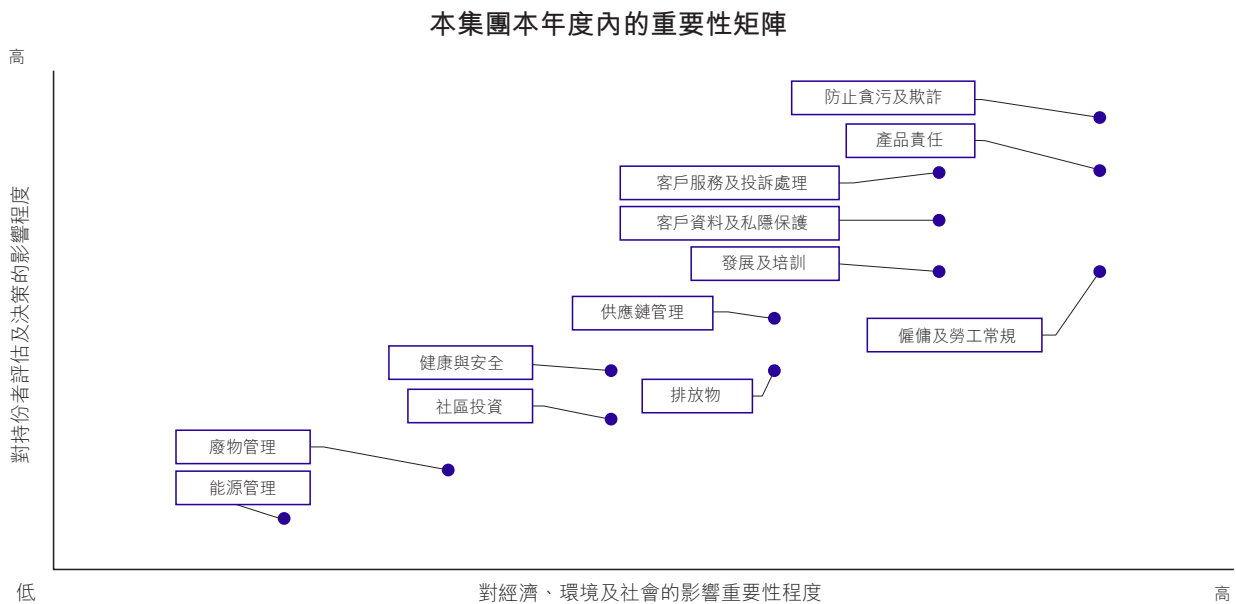 本集團本年度內的重要性矩陣
高
防止貪污及欺詐
產品責任
客戶服務及投訴處理
客戶資料及私隱保護
發展及培訓
供應鏈管理
僱傭及勞工常規
健康與安全
排放物
社區投資
廢物管理
能源管理
對持份者評估及決策的影響程度
低
對經濟、環境及社會的影響重要性程度
高